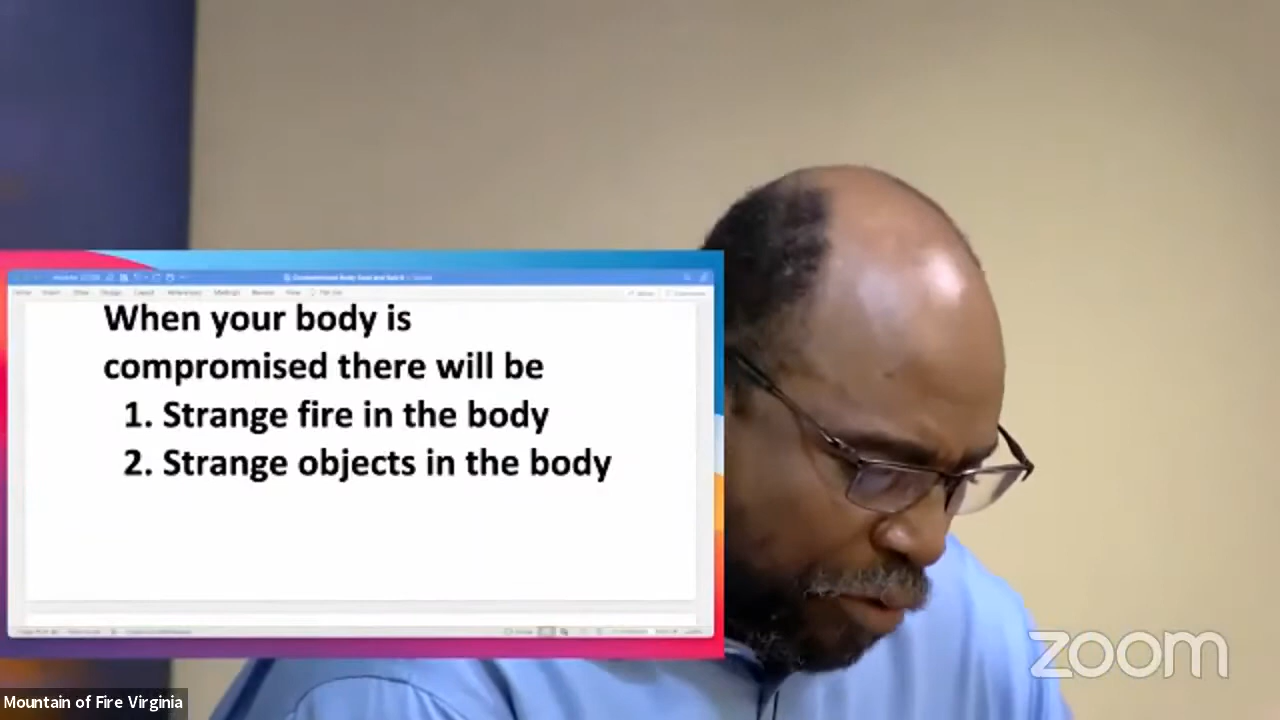 When your body is
compromised there will be
1. Strange fire in the body
2. Strange objects in the body
zoom
Mountain of Fire Virginia